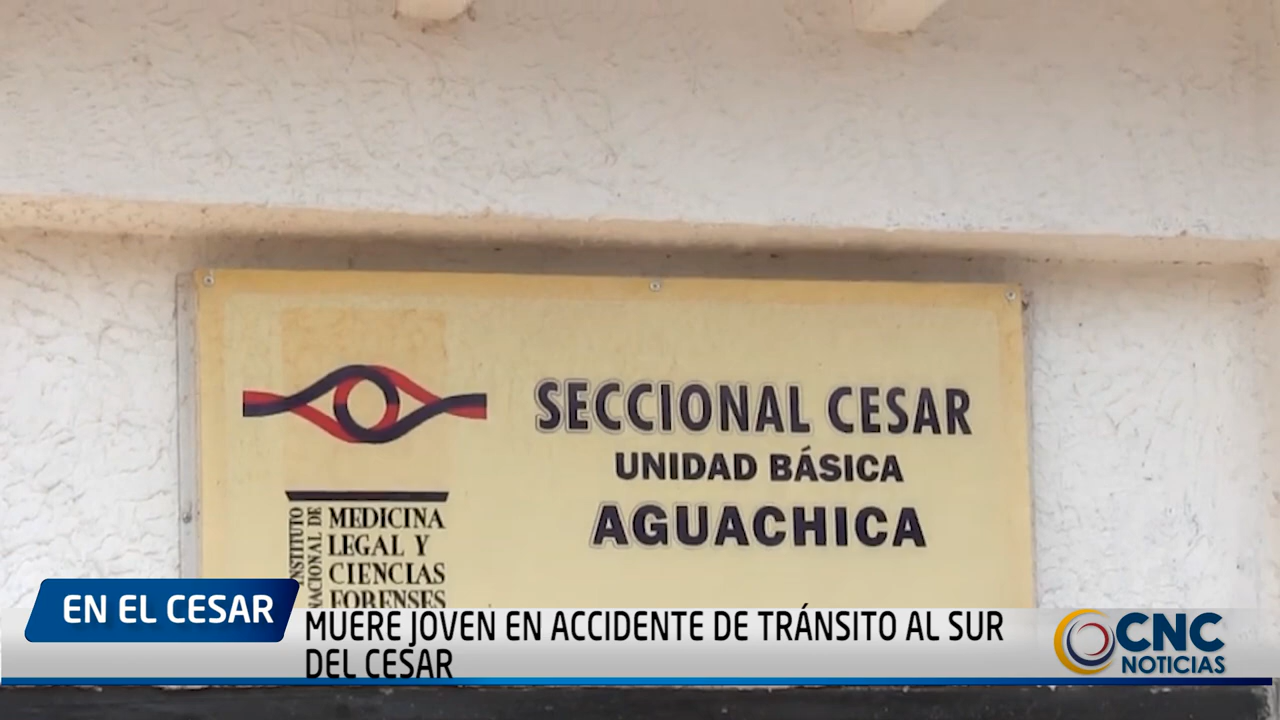 SECCIONAL CESAR
UNIDAD BÁSICA
AGUACHICA
INSTITUTO
NACIONAL DE
MEDICINA
LEGAL Y
CIENCIAS
FORENSES
EN EL CESAR
MUERE JOVEN EN ACCIDENTE DE TRÁNSITO AL SUR
DEL CESAR
CNC
NOTICIAS